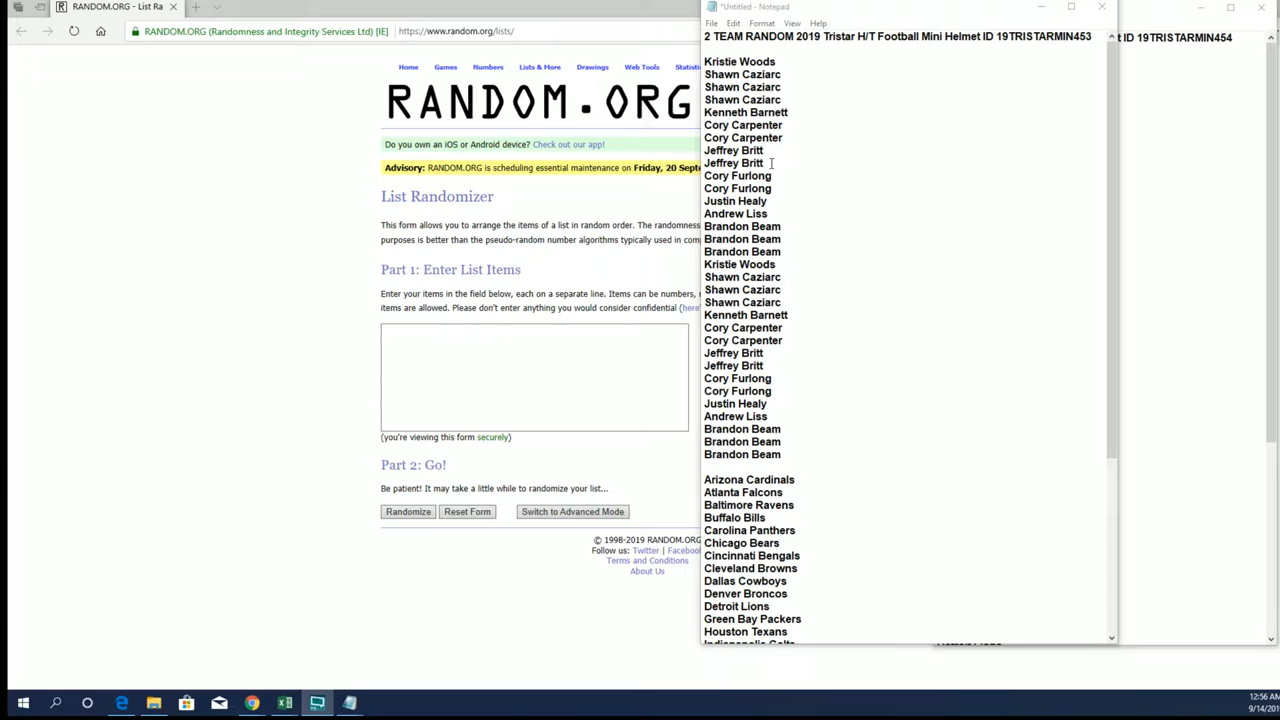 RANDOM.ORG - List Ra
*Untitled - Notepad
RANDOM.ORG (Randomness and Integrity Services Ltd) [IE]
https://www.random.org/lists/
File Edit Format View Help
2 TEAM RANDOM 2019 Tristar H/T Football Mini Helmet ID 19TRISTARMIN453
t ID 19TRISTARMIN454
Home Games Numbers Lists & More Drawings Web Tools Statisti
RANDOM.ORG
Do you own an iOS or Android device? Check out our app!
Advisory: RANDOM.ORG is scheduling essential maintenance on Friday, 20 Septe
List Randomizer
This form allows you to arrange the items of a list in random order. The randomness
purposes is better than the pseudo-random number algorithms typically used in comp
Part 1: Enter List Items
Enter your items in the field below, each on a separate line. Items can be numbers,
items are allowed. Please don't enter anything you would consider confidential (here
(you're viewing this form securely)
Part 2: Go!
Be patient! It may take a little while to randomize your list...
Randomize Reset Form Switch to Advanced Mode
© 1998-2019 RANDOM.ORG
Follow us: Twitter | Facebook
Terms and Conditions
About Us
Kristie Woods
Shawn Caziarc
Shawn Caziarc
Shawn Caziarc
Kenneth Barnett
Cory Carpenter
Cory Carpenter
Jeffrey Britt
Jeffrey Britt
Cory Furlong
Cory Furlong
Justin Healy
Andrew Liss
Brandon Beam
Brandon Beam
Brandon Beam
Kristie Woods
Shawn Caziarc
Shawn Caziarc
Shawn Caziarc
Kenneth Barnett
Cory Carpenter
Cory Carpenter
Jeffrey Britt
Jeffrey Britt
Cory Furlong
Cory Furlong
Justin Healy
Andrew Liss
Brandon Beam
Brandon Beam
Brandon Beam
Arizona Cardinals
Atlanta Falcons
Baltimore Ravens
Buffalo Bills
Carolina Panthers
Chicago Bears
Cincinnati Bengals
Cleveland Browns
Dallas Cowboys
Denver Broncos
Detroit Lions
Green Bay Packers
Houston Texans
Indianapolis Colts
12:56 AM
9/14/201